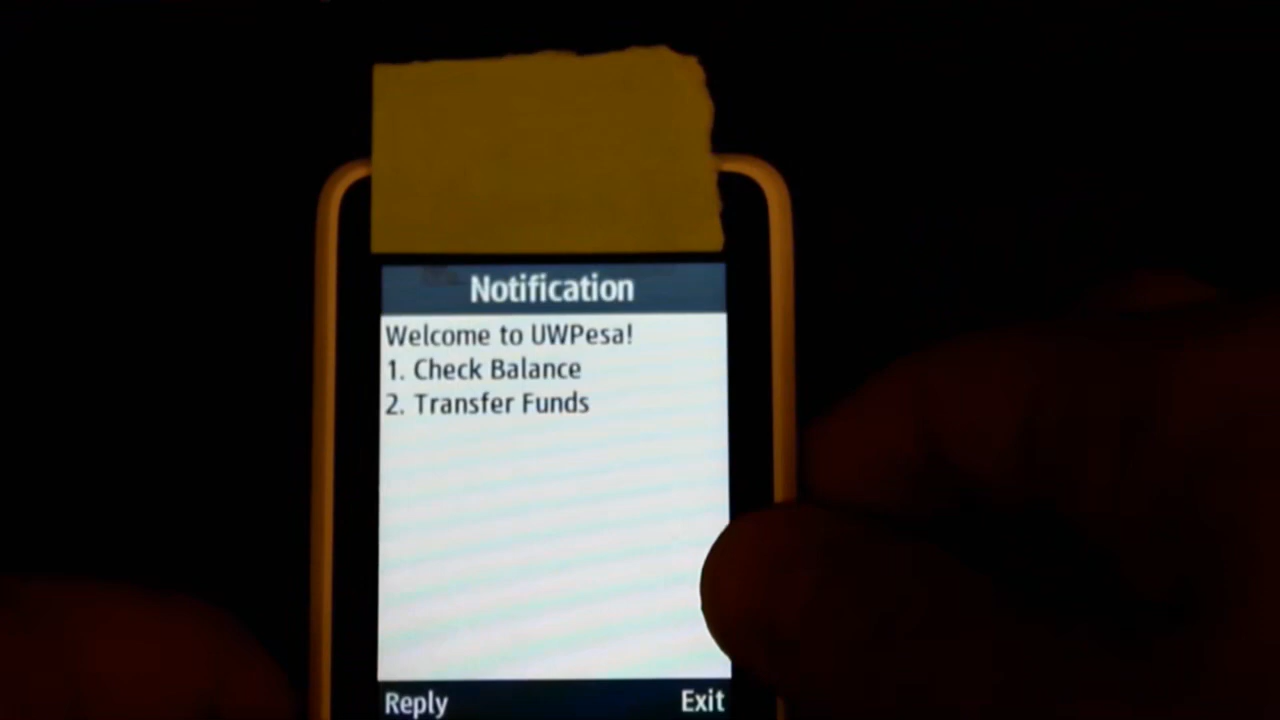 Notification
Welcome to UWPesa!
1. Check Balance
2. Transfer Funds
Reply Exit